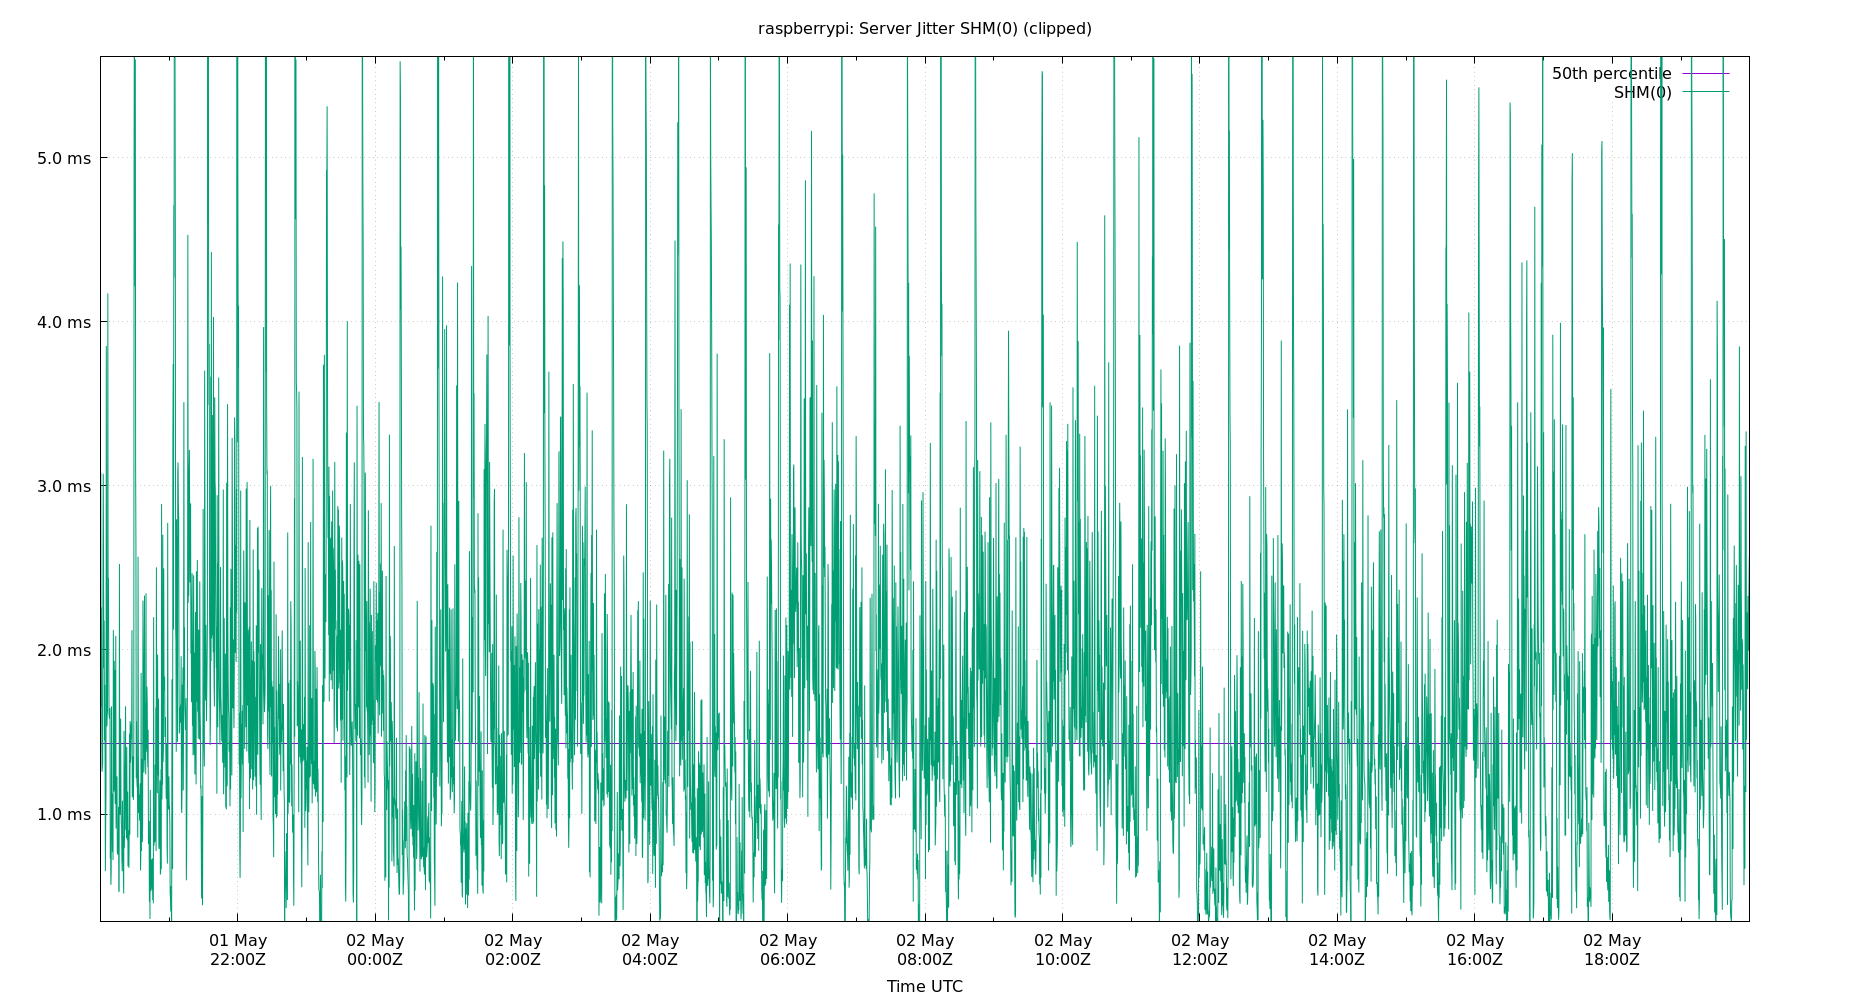 raspberrypi: Server Jitter SHM(0) (clipped)
50th percentile
SHM(0)
5.0 ms
4.0 ms
3.0 ms
2.0 ms
1.0 ms
01 May 02 May 02 May 02 May 02 May 02 May 02 May 02 May 02 May 02 May 02 May
22:00Z 00:00Z 02:00Z 04:00Z 06:00Z 08:00Z 10:00Z 12:00Z 14:00Z 16:00Z 18:00Z
Time UTC